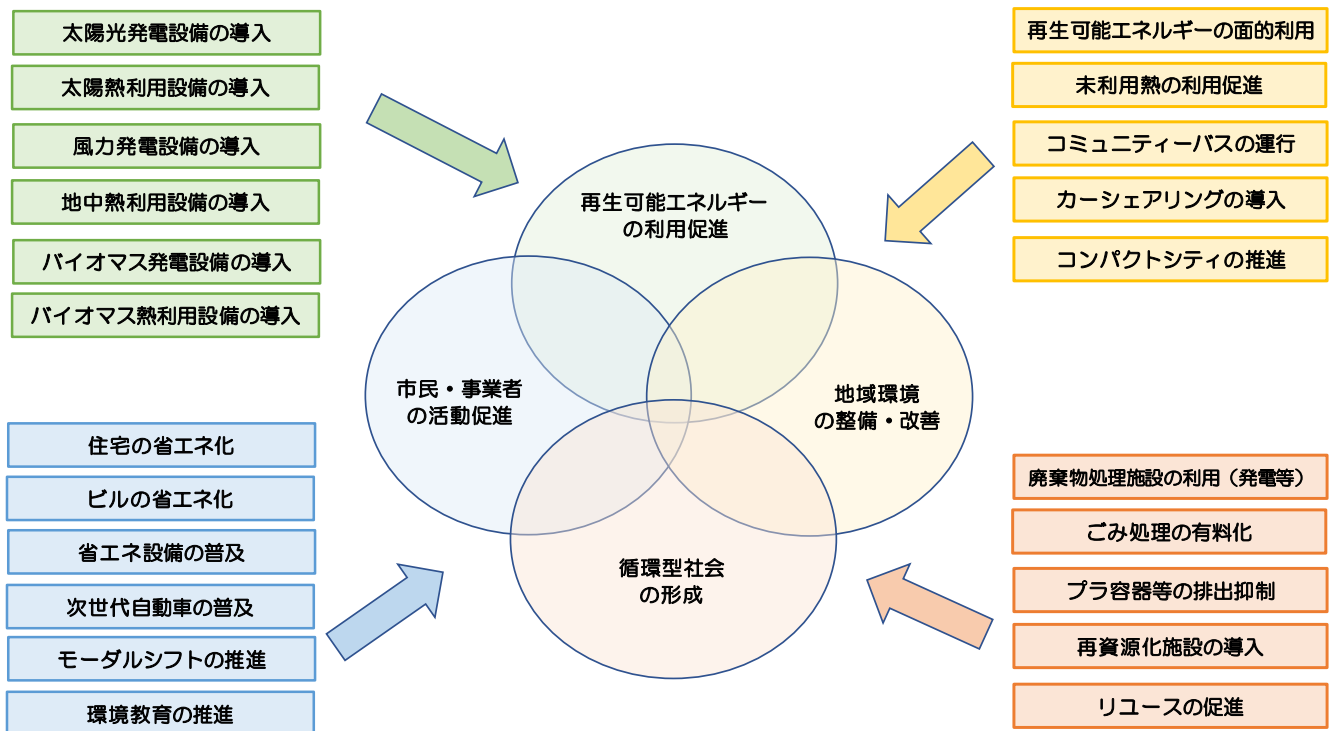 太陽光発電設備の導入
太陽熱利用設備の導入
風力発電設備の導入
地中熱利用設備の導入
バイオマス発電設備の導入
バイオマス熱利用設備の導入
再生可能エネルギーの面的利用
未利用熱の利用促進
コミュニティーバスの運行
カーシェアリングの導入
コンパクトシティの推進
再生可能エネルギー
の利用促進
市民・事業者
の活動促進
地域環境
の整備・改善
循環型社会
の形成
住宅の省エネ化
ビルの省エネ化
省エネ設備の普及
次世代自動車の普及
モーダルシフトの推進
環境教育の推進
廃棄物処理施設の利用（発電等）
ごみ処理の有料化
プラ容器等の排出抑制
再資源化施設の導入
リユースの促進